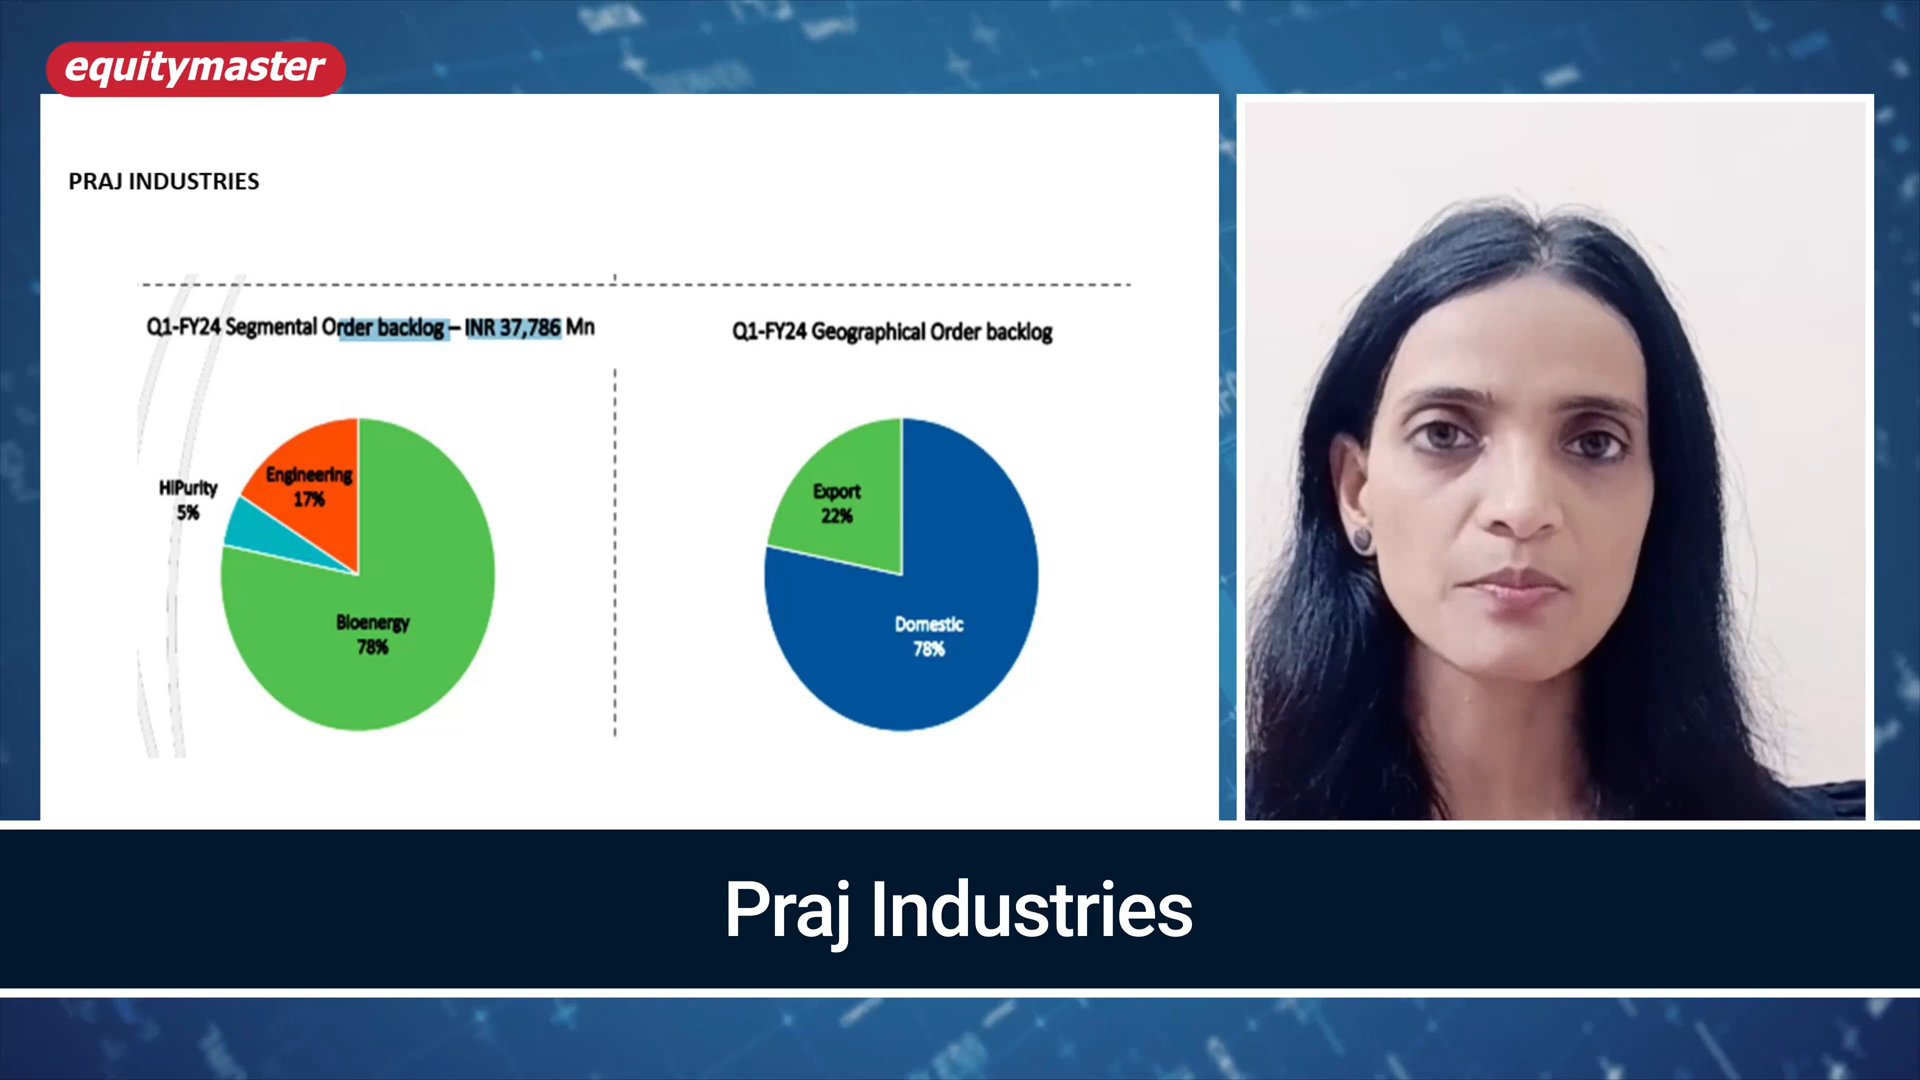 equitymaster
PRAJ INDUSTRIES
Q1-FY24 Segmental Order backlog – INR 37,786 Mn
Q1-FY24 Geographical Order backlog
Engineering
17%
HiPurity
5%
Bioenergy
78%
Export
22%
Domestic
78%
Praj Industries